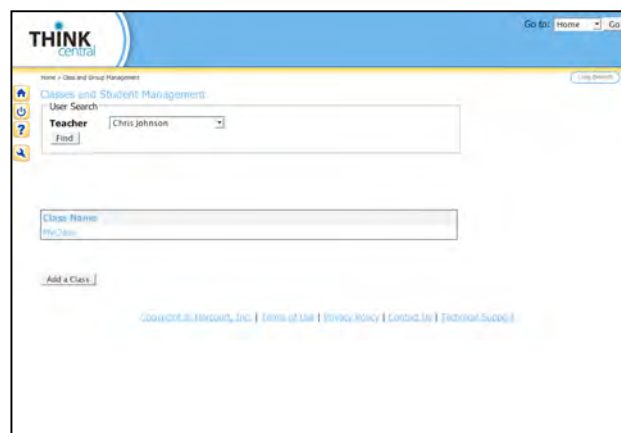 Go to: Home Go
THINK
central
Home > Class and Group Management
Classes and Student Management
User Search
Teacher Chris Johnson
Find
?
Class Name
MyClass
Add a Class
Copyright © Harcourt, Inc. | Terms of Use | Privacy Policy | Contact Us | Technical Support